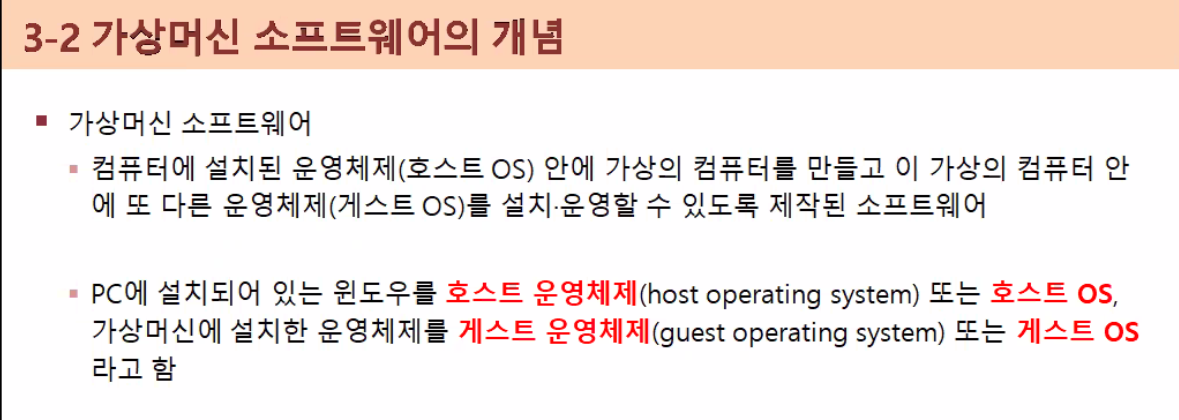 3-2 가상머신 소프트웨어의 개념
가상머신 소프트웨어
컴퓨터에 설치된 운영체제(호스트 OS) 안에 가상의 컴퓨터를 만들고 이 가상의 컴퓨터 안
에 또 다른 운영체제(게스트 OS)를 설치·운영할 수 있도록 제작된 소프트웨어
PC에 설치되어 있는 윈도우를 호스트 운영체제(host operating system) 또는 호스트 OS,
가상머신에 설치한 운영체제를 게스트 운영체제(guest operating system) 또는 게스트 OS
라고 함